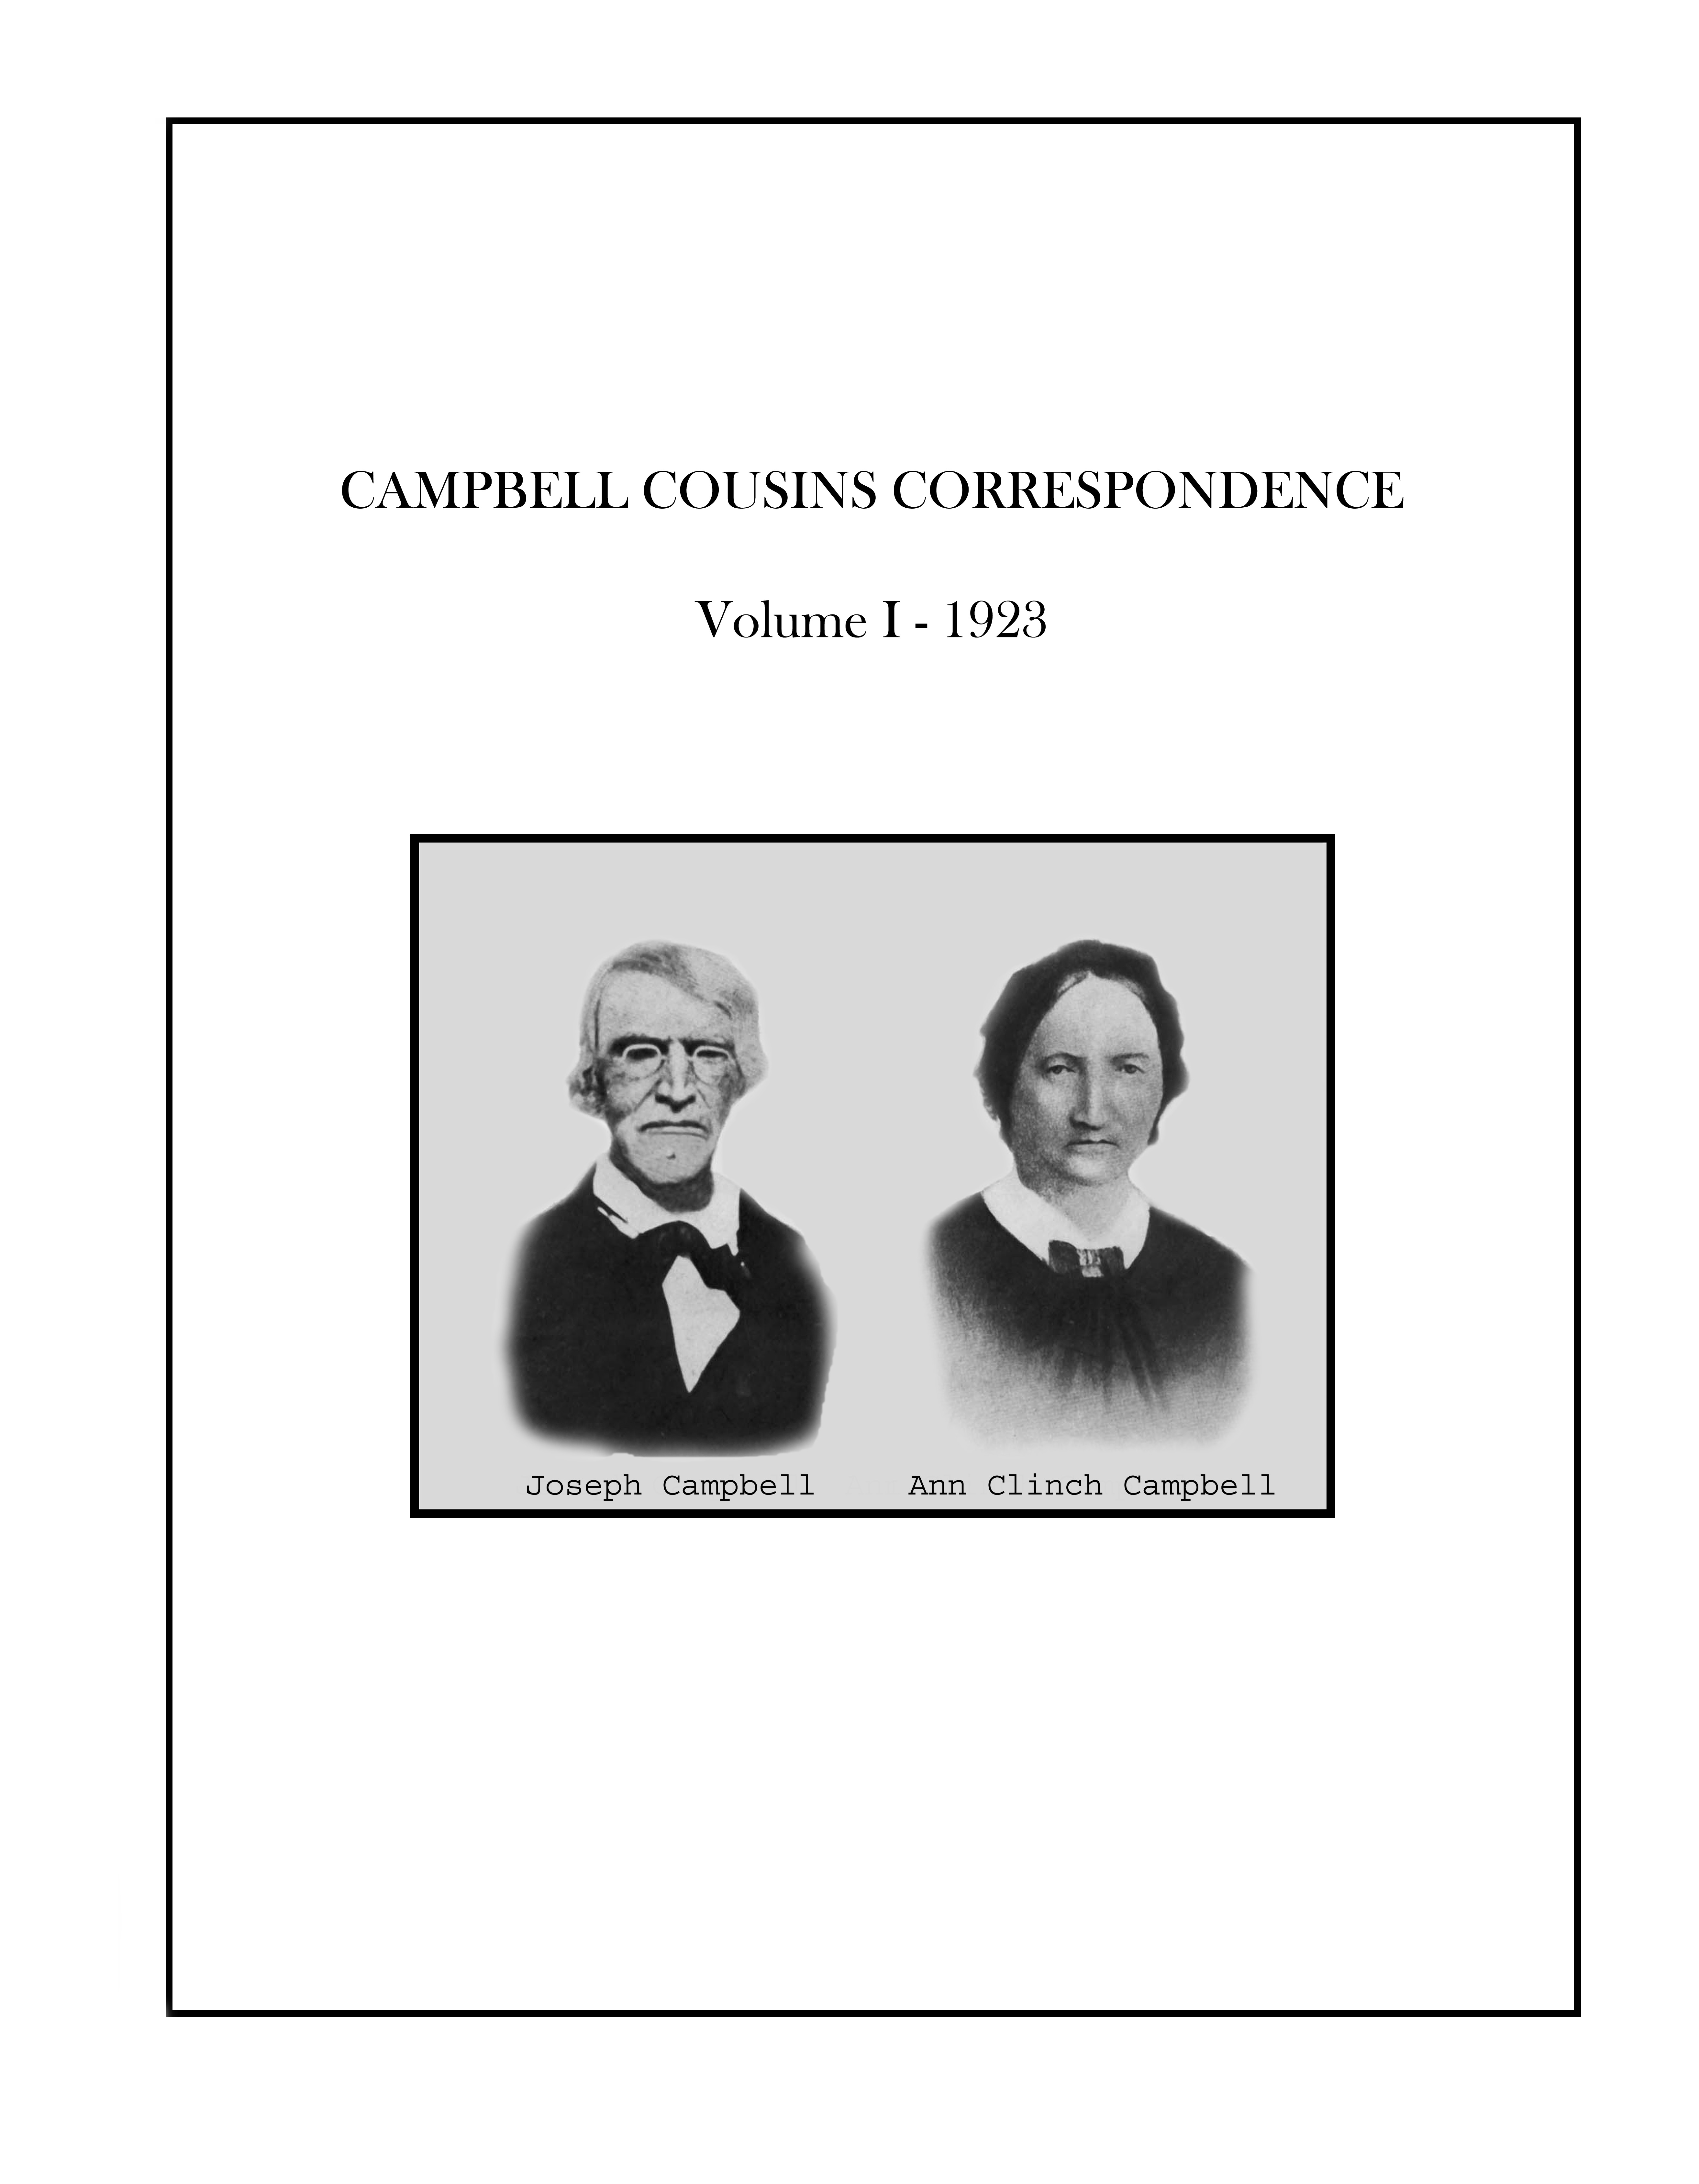 CAMPBELL COUSINS CORRESPONDENCE
Volume I - 1923
Joseph Campbell Ann Clinch Campbell